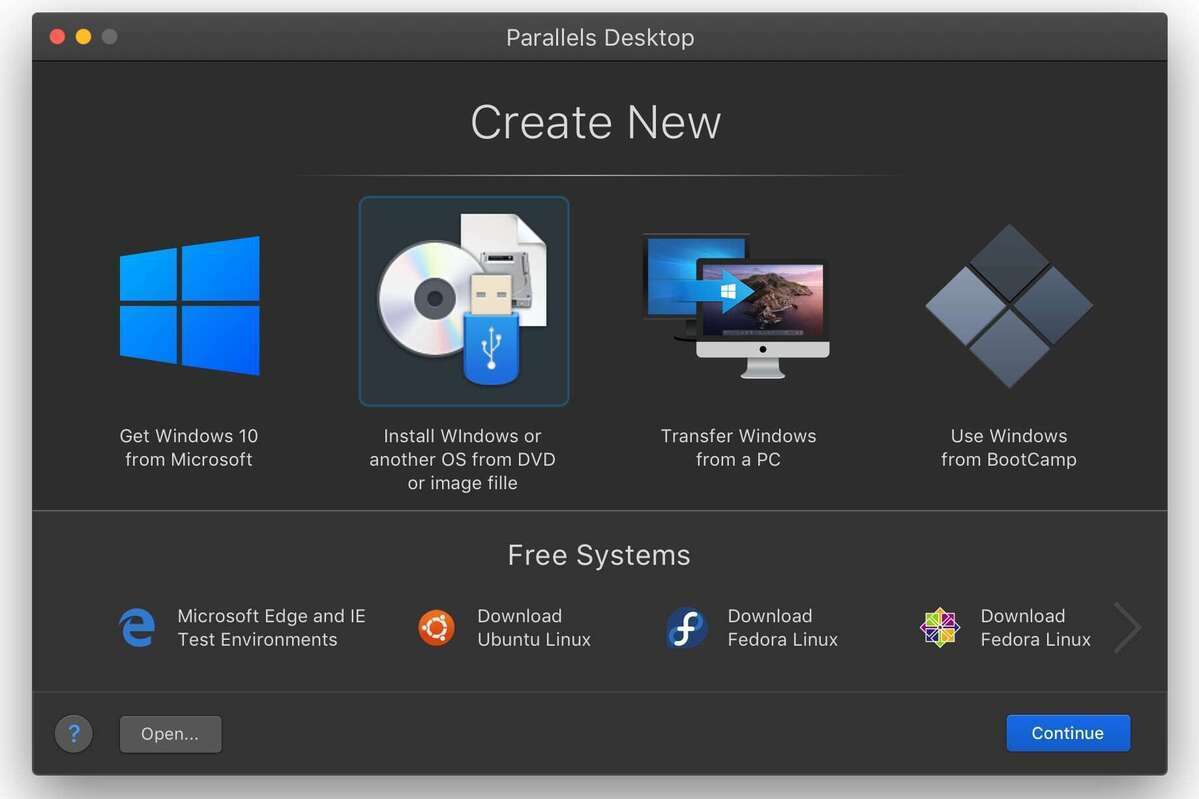 Parallels Desktop
Create New
Get Windows 10
from Microsoft
Install WIndows or
another OS from DVD
or image fille
Transfer Windows
from a PC
Use Windows
from BootCamp
Free Systems
Microsoft Edge and IE
Test Environments
Download
Ubuntu Linux
Download
Fedora Linux
Download
Fedora Linux
?
Open...
Continue